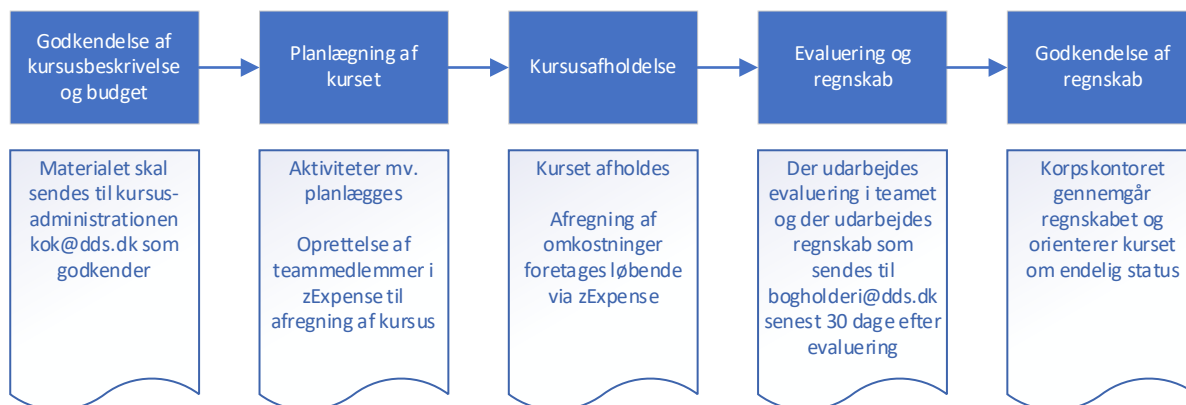 Godkendelse af
kursusbeskrivelse
og budget
Planlægning af
kurset
Kursusafholdelse
Evaluering og
regnskab
Godkendelse af
regnskab
Materialet skal
sendes til kursus-
administrationen
kok@dds.dk som
godkender
Aktiviteter mv.
planlægges
Oprettelse af
teammedlemmer i
zExpense til
afregning af kursus
Kurset afholdes
Afregning af
omkostninger
foretages løbende
via zExpense
Der udarbejdes
evaluering i teamet
og der udarbejdes
regnskab som
sendes til
bogholderi@dds.dk
senest 30 dage efter
evaluering
Korpskontoret
gennemgår
regnskabet og
orienterer kurset
om endelig status